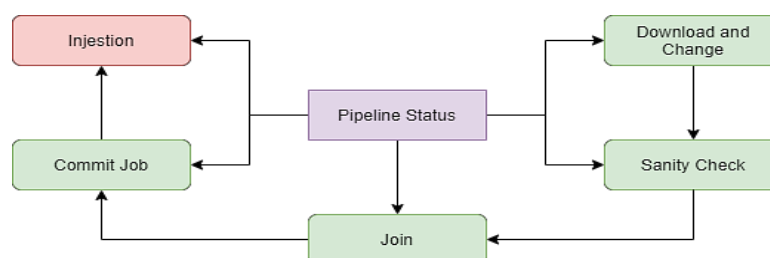 Injestion
Download and
Change
Pipeline Status
Commit Job
Sanity Check
Join